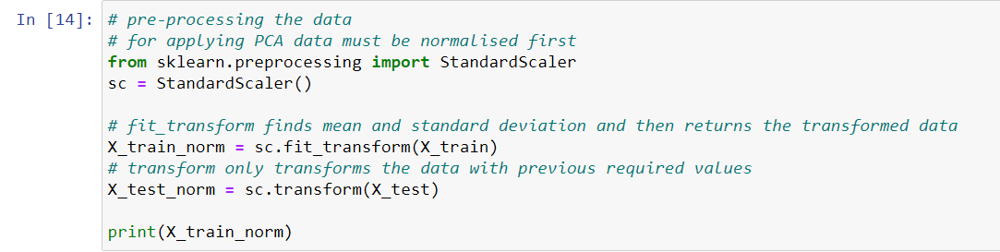 In [14]: # pre-processing the data
# for applying PCA data must be normalised first
from sklearn.preprocessing import StandardScaler
sc = StandardScaler()
# fit_transform finds mean and standard deviation and then returns the transformed data
X_train_norm = sc.fit_transform(X_train)
# transform only transforms the data with previous required values
X_test_norm = sc.transform(X_test)
print(X_train_norm)